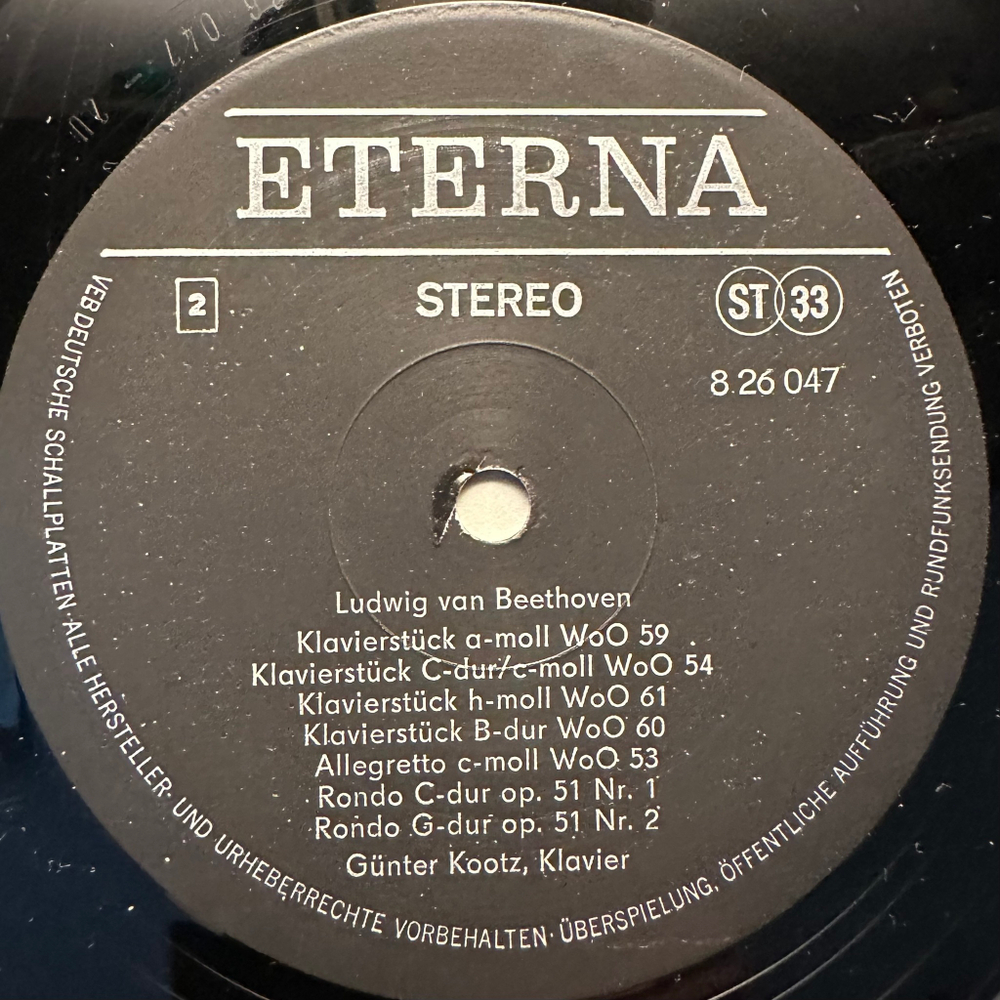 ETERNA
2 STEREO ST 33
8 26 047
Ludwig van Beethoven
Klavierstück a-moll WoO 59
Klavierstück C-dur/c-moll WoO 54
Klavierstück h-moll WoO 61
Klavierstück B-dur WoO 60
Allegretto c-moll WoO 53
Rondo C-dur op. 51 Nr. 1
Rondo G-dur op. 51 Nr. 2
Günter Kootz, Klavier
VEB DEUTSCHE SCHALLPLATTEN · ALLE HERSTELLER- UND URHEBERRECHTE VORBEHALTEN · ÜBERSPIELUNG, ÖFFENTLICHE AUFFÜHRUNG UND RUNDFUNKSENDUNG VERBOTEN